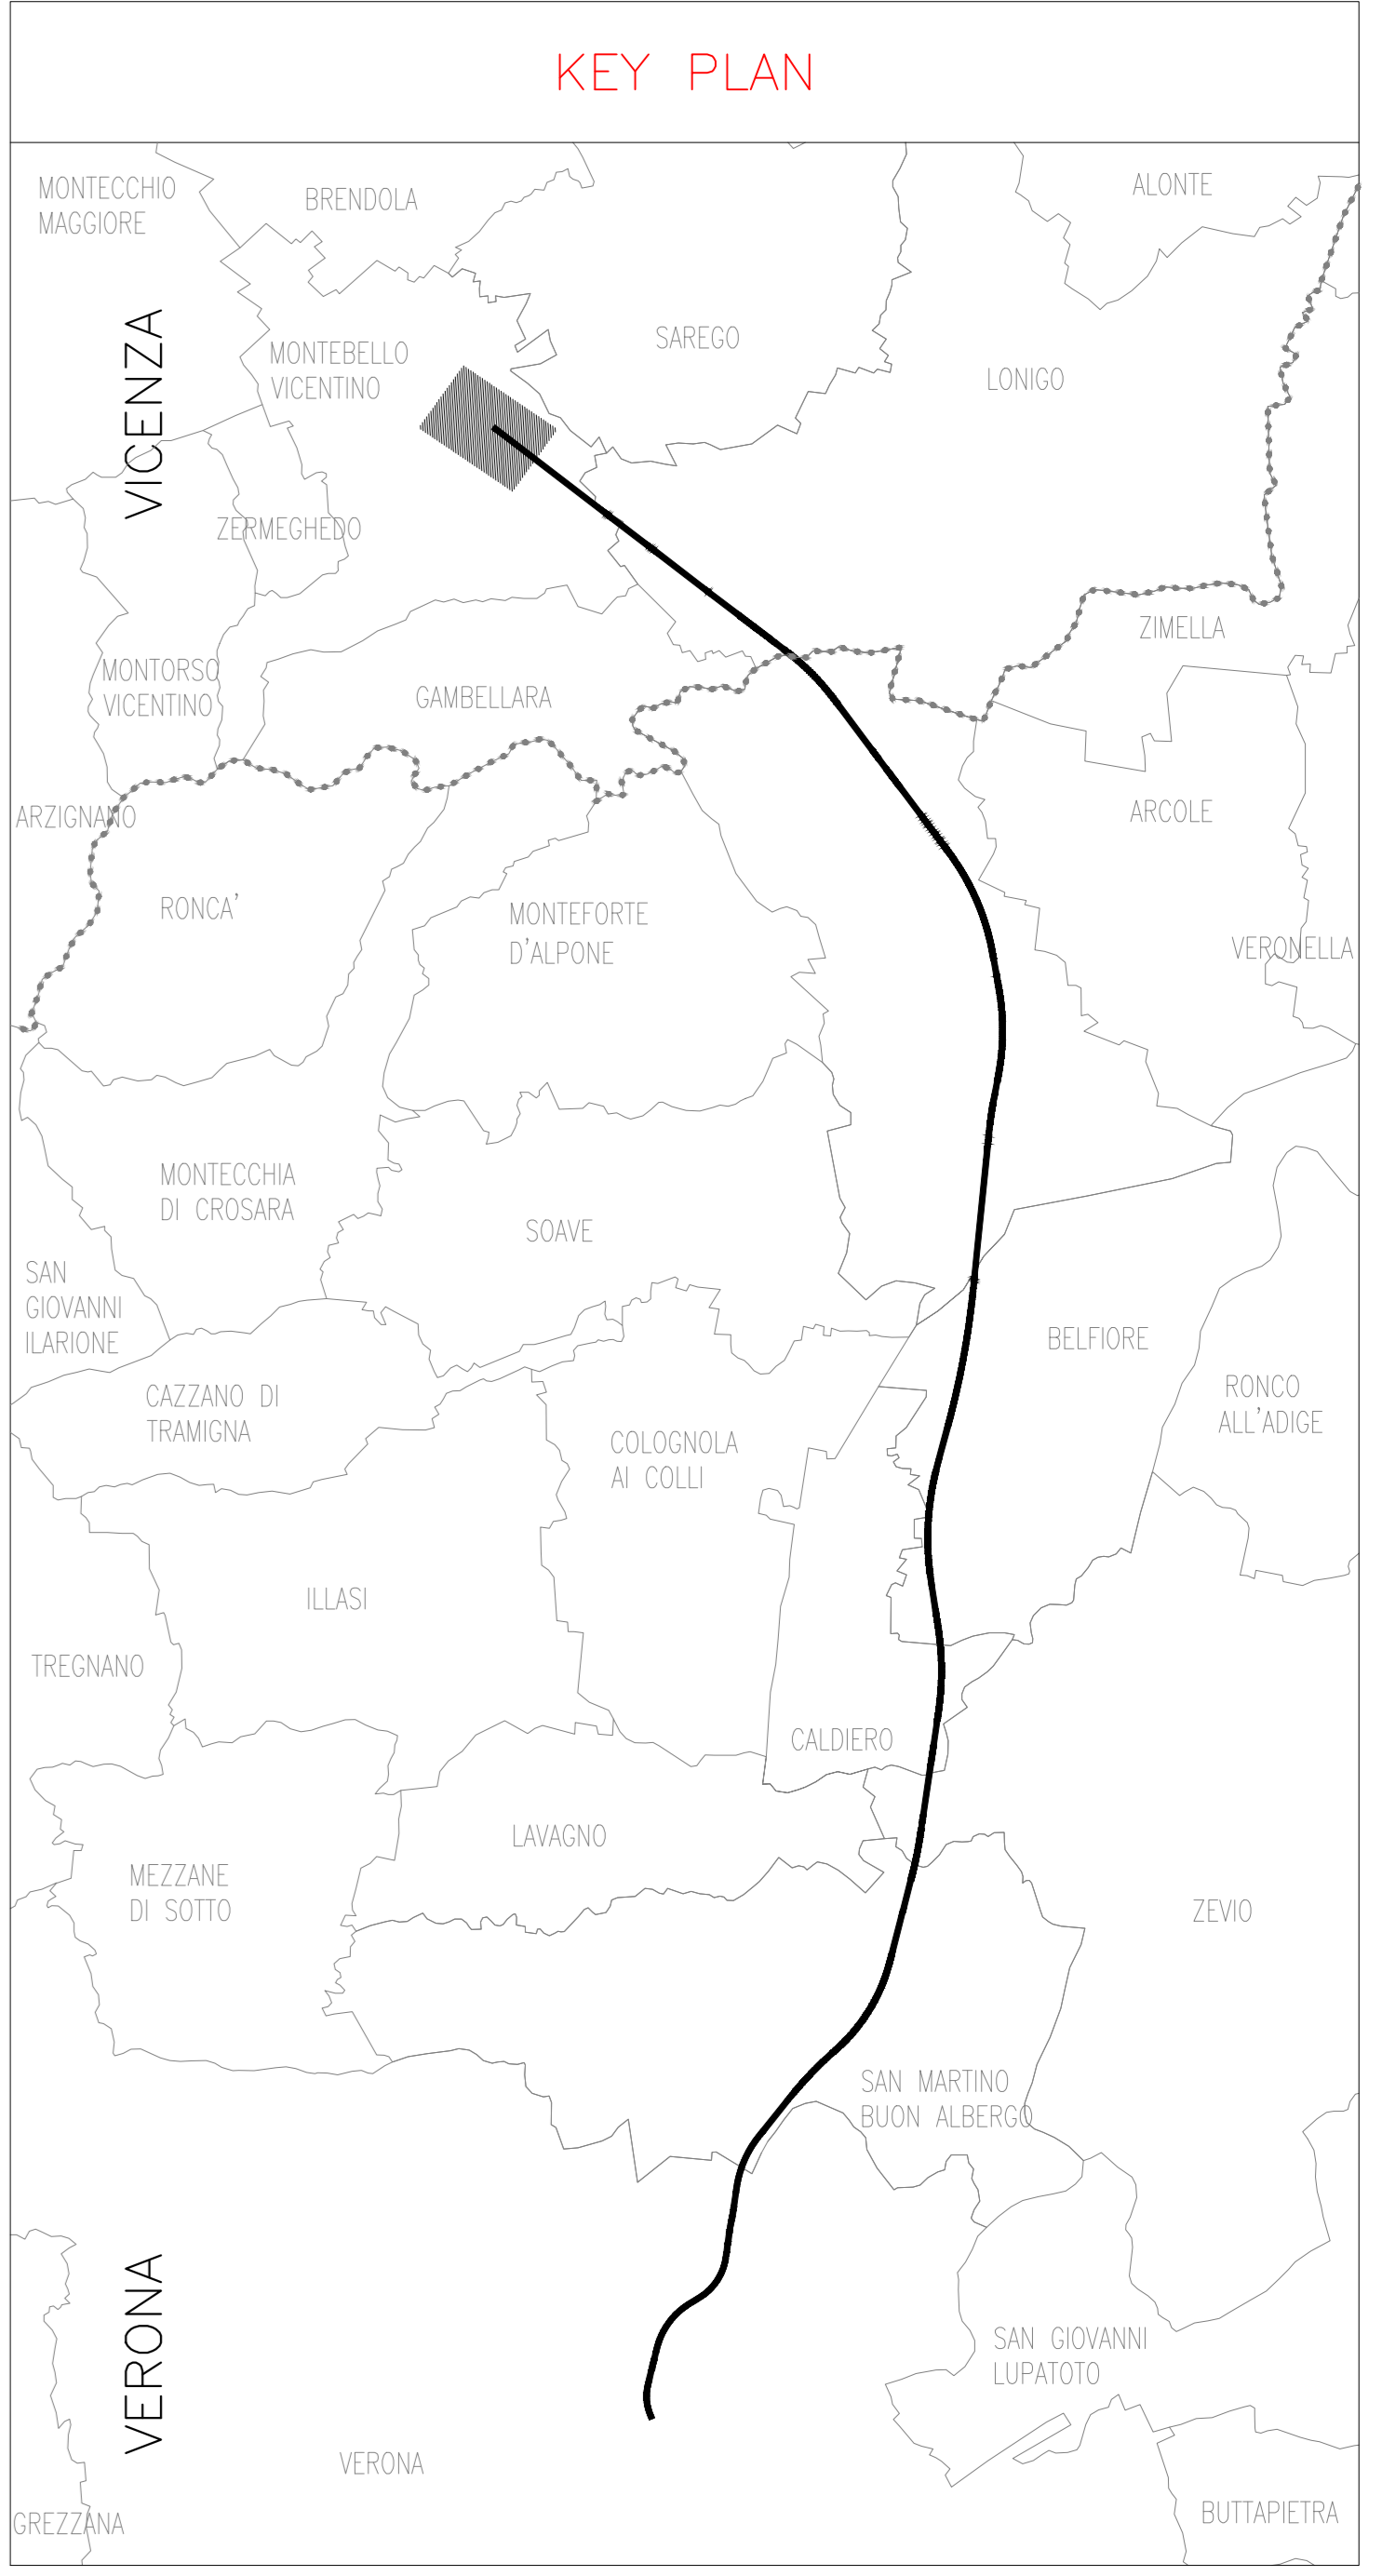 KEY PLAN
MONTECCHIO
MAGGIORE
BRENDOLA
ALONTE
VICENZA
MONTEBELLO
VICENTINO
SAREGO
LONIGO
ZERMEGHEDO
ZIMELLA
MONTORSO
VICENTINO
GAMBELLARA
ARZIGNANO
ARCOLE
RONCA'
MONTEFORTE
D'ALPONE
VERONELLA
MONTECCHIA
DI CROSARA
SOAVE
SAN
GIOVANNI
ILARIONE
BELFIORE
CAZZANO DI
TRAMIGNA
RONCO
ALL'ADIGE
COLOGNOLA
AI COLLI
ILLASI
TREGNANO
CALDIERO
LAVAGNO
MEZZANE
DI SOTTO
ZEVIO
SAN MARTINO
BUON ALBERGO
VERONA
SAN GIOVANNI
LUPATOTO
VERONA
GREZZANA
BUTTAPIETRA